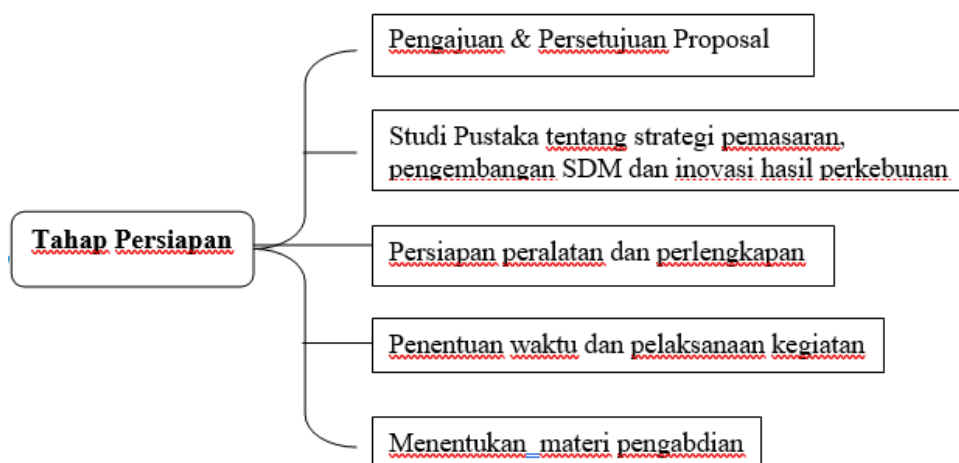 Pengajuan & Persetujuan Proposal
Studi Pustaka tentang strategi pemasaran,
pengembangan SDM dan inovasi hasil perkebunan
Tahap Persiapan
Persiapan peralatan dan perlengkapan
Penentuan waktu dan pelaksanaan kegiatan
Menentukan materi pengabdian